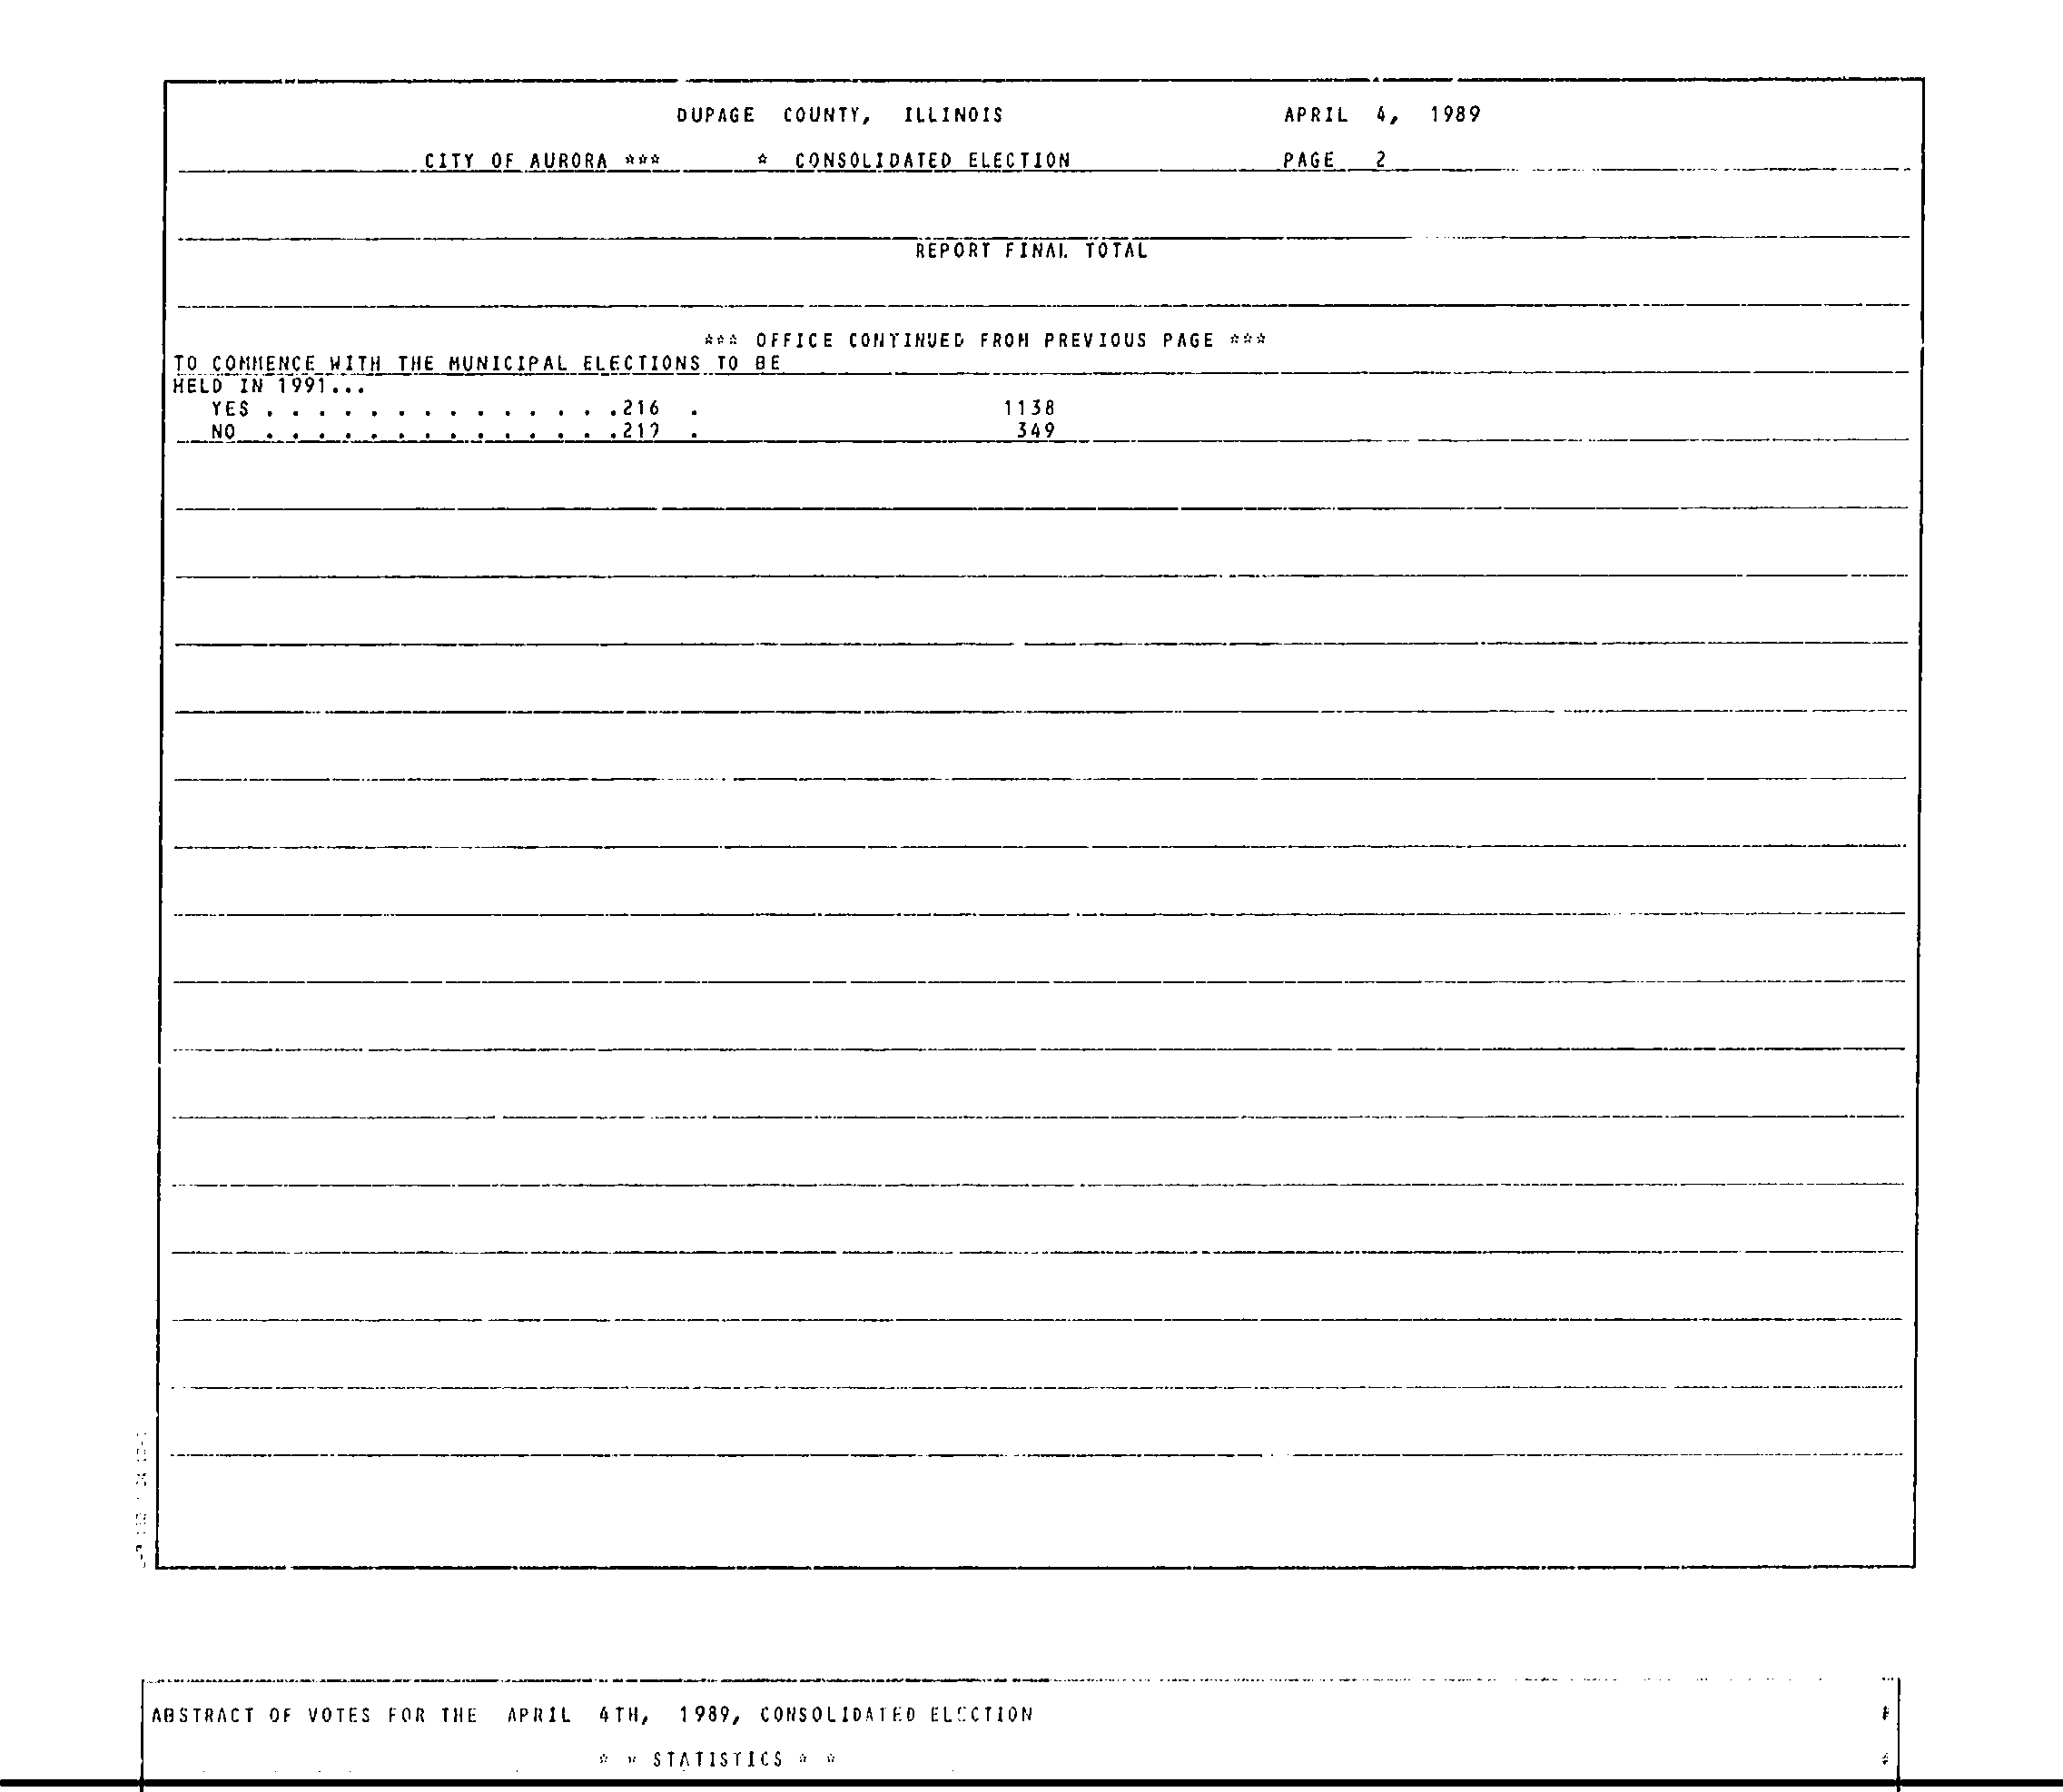 DUPAGE COUNTY, ILLINOIS APRIL 4, 1989
CITY OF AURORA *** * CONSOLIDATED ELECTION PAGE 2
REPORT FINAL TOTAL
*** OFFICE CONTINUED FROM PREVIOUS PAGE ***
TO COMMENCE WITH THE MUNICIPAL ELECTIONS TO BE
HELD IN 1991...
YES . . . . . . . . . . . . . .216 . 1138
NO . . . . . . . . . . . . . .217 . 349
ABSTRACT OF VOTES FOR THE APRIL 4TH, 1989, CONSOLIDATED ELECTION
* * STATISTICS * *